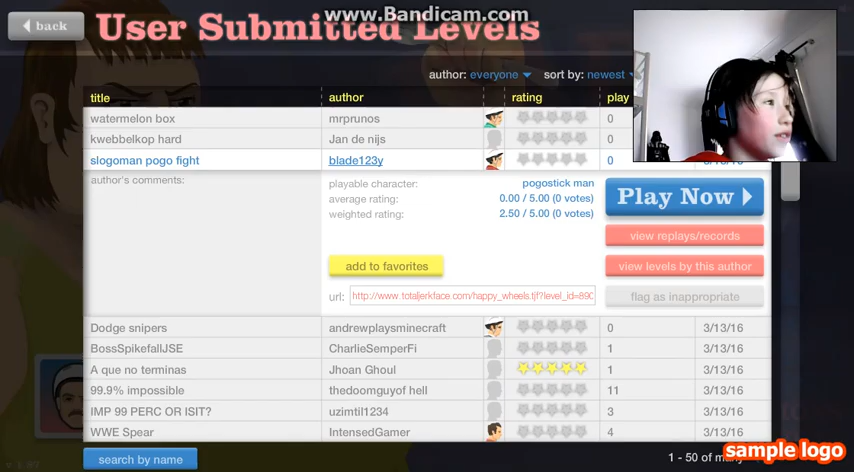 www.Bandicam.com
back
User Submitted Levels
author: everyone sort by: newest
title author rating play
watermelon box mrprunos 0
kwebbelkop hard Jan de nijs 0
slogoman pogo fight blade123y 0
author's comments:
playable character: pogostick man
average rating: 0.00 / 5.00 (0 votes)
weighted rating: 2.50 / 5.00 (0 votes)
Play Now
view replays/records
add to favorites
view levels by this author
url: http://www.totaljerkface.com/happy_wheels.tjf?level_id=890
flag as inappropriate
Dodge snipers andrewplaysminecraft 0 3/13/16
BossSpikefallJSE CharlieSemperFi 1 3/13/16
A que no terminas Jhoan Ghoul 1 3/13/16
99.9% impossible thedoomguyof hell 11 3/13/16
IMP 99 PERC OR ISIT? uzimtil1234 3 3/13/16
WWE Spear IntensedGamer 4 3/13/16
search by name
1 - 50 of
sample logo